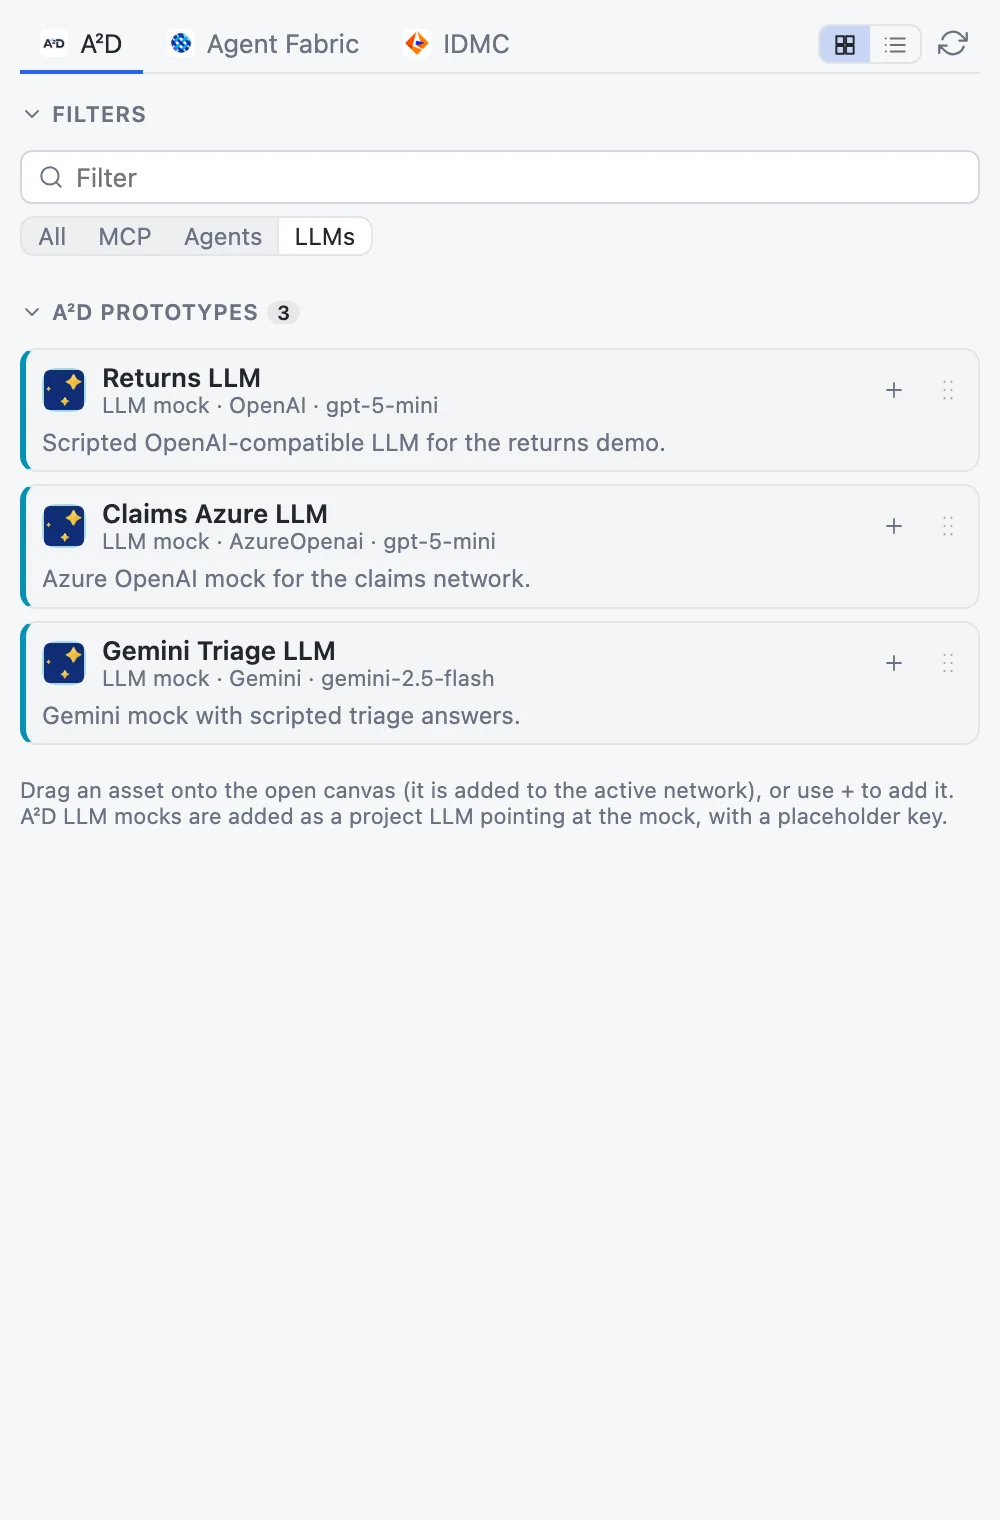 A²D A²D Agent Fabric IDMC
FILTERS
Filter
All MCP Agents LLMs
A²D PROTOTYPES 3
Returns LLM
LLM mock · OpenAI · gpt-5-mini
Scripted OpenAI-compatible LLM for the returns demo.
Claims Azure LLM
LLM mock · AzureOpenai · gpt-5-mini
Azure OpenAI mock for the claims network.
Gemini Triage LLM
LLM mock · Gemini · gemini-2.5-flash
Gemini mock with scripted triage answers.
Drag an asset onto the open canvas (it is added to the active network), or use + to add it.
A²D LLM mocks are added as a project LLM pointing at the mock, with a placeholder key.